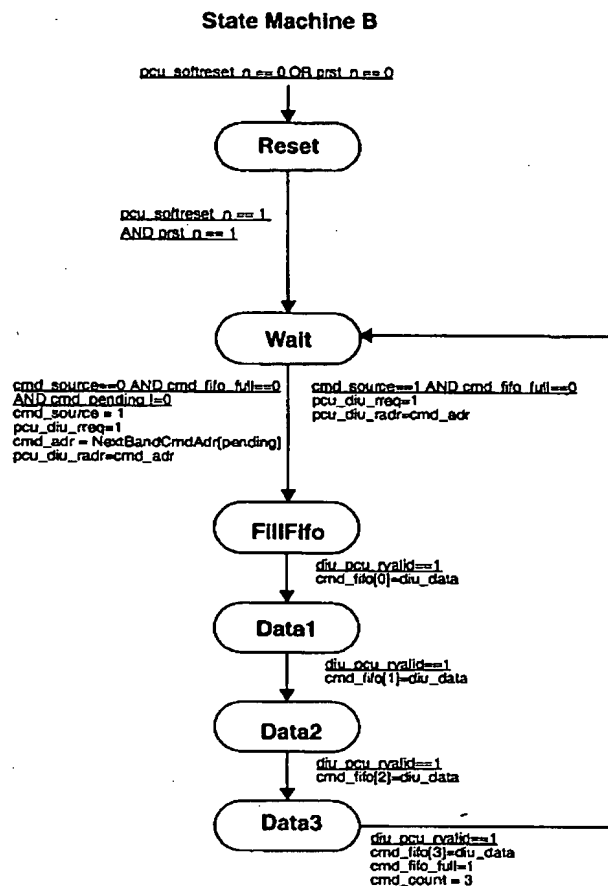 State Machine B
pcu_softreset_n == 0 OR prst_n == 0
Reset
pcu_softreset_n == 1
AND prst_n == 1
Wait
cmd_source==0 AND cmd_fifo_full==0
AND cmd_pending !=0
cmd_source = 1
pcu_diu_rreq=1
cmd_adr = NextBandCmdAdr[pending]
pcu_diu_radr=cmd_adr
cmd_source==1 AND cmd_fifo_full==0
pcu_diu_rreq=1
pcu_diu_radr=cmd_adr
FillFifo
diu_pcu_rvalid==1
cmd_fifo[0]=diu_data
Data1
diu_pcu_rvalid==1
cmd_fifo[1]=diu_data
Data2
diu_pcu_rvalid==1
cmd_fifo[2]=diu_data
Data3
diu_pcu_rvalid==1
cmd_fifo[3]=diu_data
cmd_fifo_full=1
cmd_count = 3